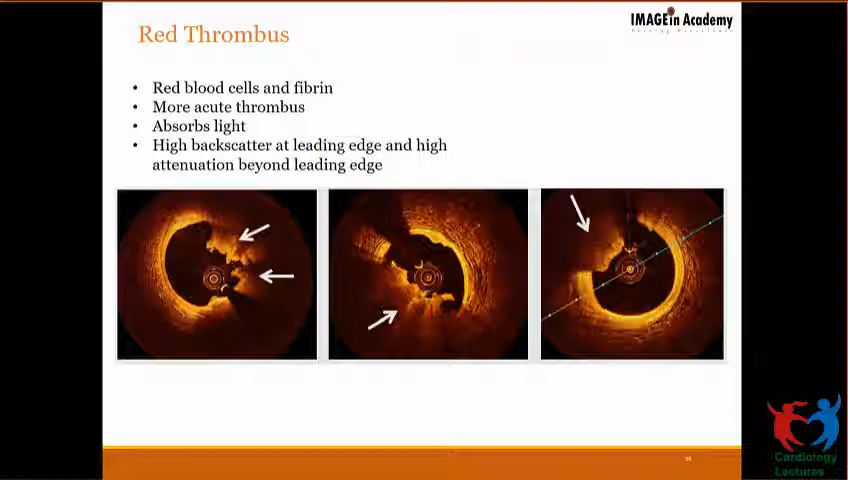 IMAGEin Academy
Red Thrombus
• Red blood cells and fibrin
• More acute thrombus
• Absorbs light
• High backscatter at leading edge and high
attenuation beyond leading edge
Cardiology
Lectures